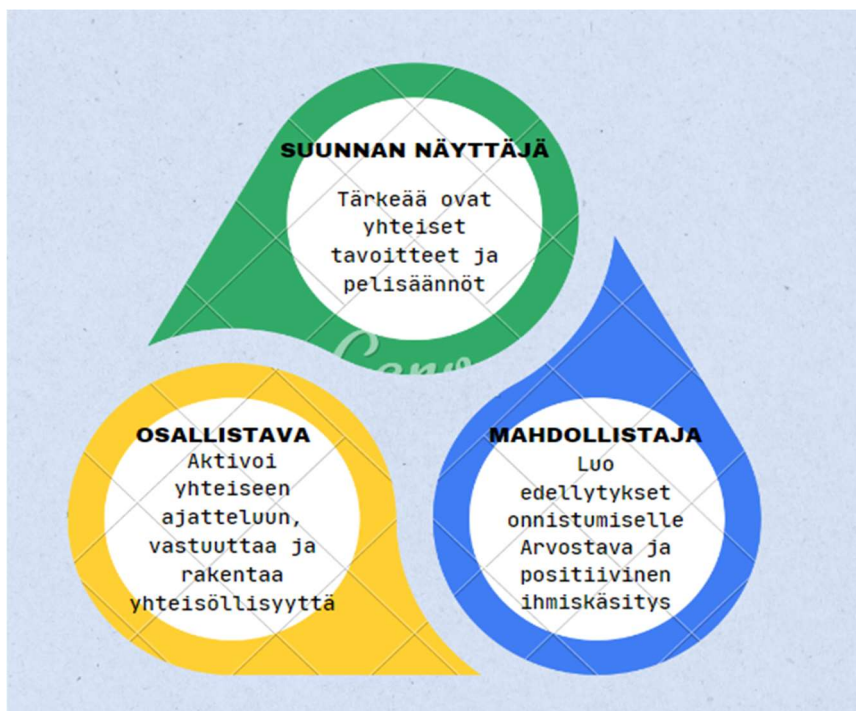 SUUNNAN NÄYTTÄJÄ
Tärkeää ovat
yhteiset
tavoitteet ja
pelisäännöt
OSALLISTAVA
Aktivoi
yhteiseen
ajatteluun,
vastuuttaa ja
rakentaa
yhteisöllisyyttä
MAHDOLLISTAJA
Luo
edellytykset
onnistumiselle
Arvostava ja
positiivinen
ihmiskäsitys